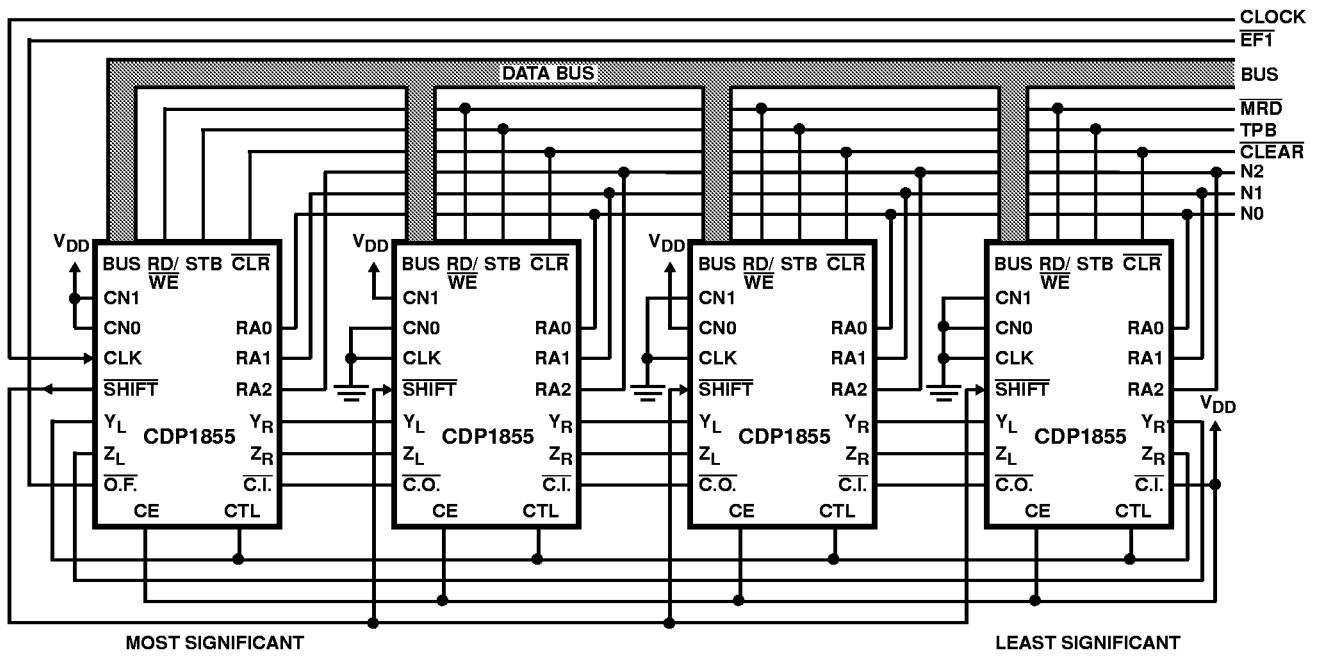 CLOCK
EF1
DATA BUS
BUS
MRD
TPB
CLEAR
N2
N1
N0
VDD
BUS RD/WE STB CLR
CN1
CN0 RA0
CLK RA1
SHIFT RA2
YL YR
CDP1855
ZL ZR
O.F. C.I.
CE CTL
VDD
BUS RD/WE STB CLR
CN1
CN0 RA0
CLK RA1
SHIFT RA2
YL YR
CDP1855
ZL ZR
C.O. C.I.
CE CTL
VDD
BUS RD/WE STB CLR
CN1
CN0 RA0
CLK RA1
SHIFT RA2
YL YR
CDP1855
ZL ZR
C.O. C.I.
CE CTL
BUS RD/WE STB CLR
CN1
CN0 RA0
CLK RA1
SHIFT RA2
VDD
YL YR
CDP1855
ZL ZR
C.O. C.I.
CE CTL
MOST SIGNIFICANT
LEAST SIGNIFICANT